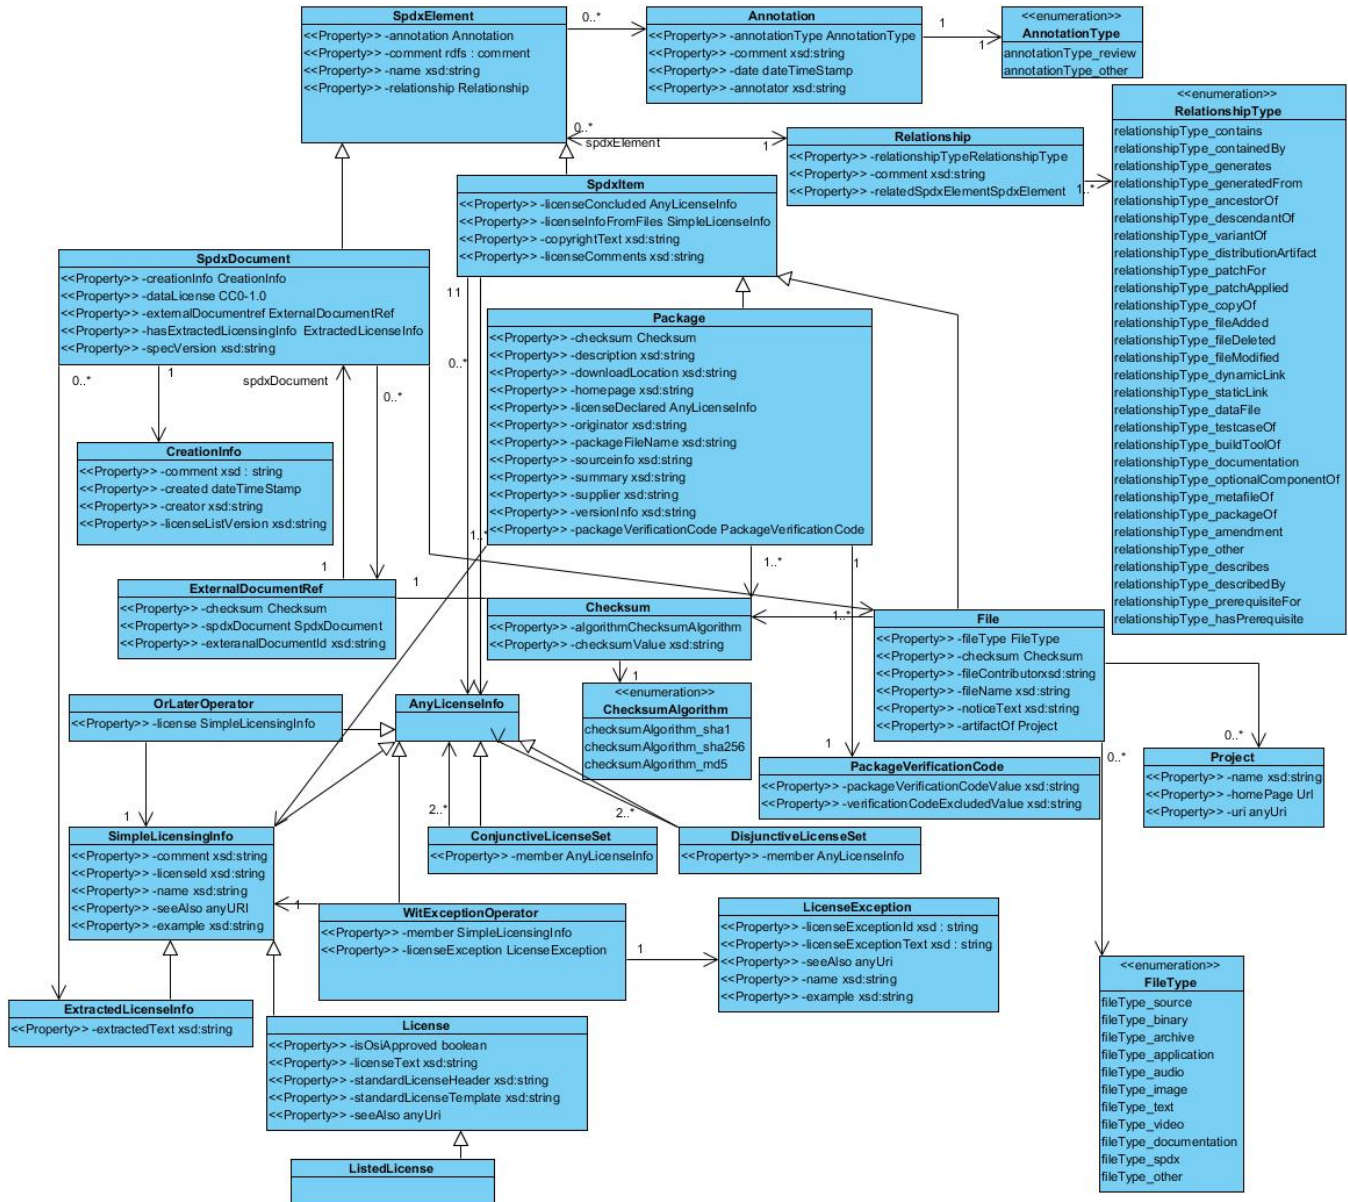 SpdxElement
<<Property>> -annotation Annotation
<<Property>> -comment rdfs : comment
<<Property>> -name xsd:string
<<Property>> -relationship Relationship
0..*
Annotation
<<Property>> -annotationType AnnotationType
<<Property>> -comment xsd:string
<<Property>> -date dateTimeStamp
<<Property>> -annotator xsd:string
1
1
<<enumeration>>
AnnotationType
annotationType_review
annotationType_other
<<enumeration>>
RelationshipType
relationshipType_contains
relationshipType_containedBy
relationshipType_generates
relationshipType_generatedFrom
relationshipType_ancestorOf
relationshipType_descendantOf
relationshipType_variantOf
relationshipType_distributionArtifact
relationshipType_patchFor
relationshipType_patchApplied
relationshipType_copyOf
relationshipType_fileAdded
relationshipType_fileDeleted
relationshipType_fileModified
relationshipType_dynamicLink
relationshipType_staticLink
relationshipType_dataFile
relationshipType_testcaseOf
relationshipType_buildToolOf
relationshipType_documentation
relationshipType_optionalComponentOf
relationshipType_metafileOf
relationshipType_packageOf
relationshipType_amendment
relationshipType_other
relationshipType_describes
relationshipType_describedBy
relationshipType_prerequisiteFor
relationshipType_hasPrerequisite
0..*
spdxElement
1
Relationship
<<Property>> -relationshipTypeRelationshipType
<<Property>> -comment xsd:string
<<Property>> -relatedSpdxElementSpdxElement
1..*
SpdxItem
<<Property>> -licenseConcluded AnyLicenseInfo
<<Property>> -licenseInfoFromFiles SimpleLicenseInfo
<<Property>> -copyrightText xsd:string
<<Property>> -licenseComments xsd:string
SpdxDocument
<<Property>> -creationInfo CreationInfo
<<Property>> -dataLicense CC0-1.0
<<Property>> -externalDocumentref ExternalDocumentRef
<<Property>> -hasExtractedLicensingInfo ExtractedLicenseInfo
<<Property>> -specVersion xsd:string
11
0..*
Package
<<Property>> -checksum Checksum
<<Property>> -description xsd:string
<<Property>> -downloadLocation xsd:string
<<Property>> -homepage xsd:string
<<Property>> -licenseDeclared AnyLicenseInfo
<<Property>> -originator xsd:string
<<Property>> -packageFileName xsd:string
<<Property>> -sourceinfo xsd:string
<<Property>> -summary xsd:string
<<Property>> -supplier xsd:string
<<Property>> -versionInfo xsd:string
<<Property>> -packageVerificationCode PackageVerificationCode
0..*
1
spdxDocument
0..*
CreationInfo
<<Property>> -comment xsd : string
<<Property>> -created dateTimeStamp
<<Property>> -creator xsd:string
<<Property>> -licenseListVersion xsd:string
1..*
1..*
1
1
1
ExternalDocumentRef
<<Property>> -checksum Checksum
<<Property>> -spdxDocument SpdxDocument
<<Property>> -exteranalDocumentId xsd:string
Checksum
<<Property>> -algorithmChecksumAlgorithm
<<Property>> -checksumValue xsd:string
1..*
File
<<Property>> -fileType FileType
<<Property>> -checksum Checksum
<<Property>> -fileContributorxsd:string
<<Property>> -fileName xsd:string
<<Property>> -noticeText xsd:string
<<Property>> -artifactOf Project
1
<<enumeration>>
ChecksumAlgorithm
checksumAlgorithm_sha1
checksumAlgorithm_sha256
checksumAlgorithm_md5
OrLaterOperator
<<Property>> -license SimpleLicensingInfo
AnyLicenseInfo
1
PackageVerificationCode
<<Property>> -packageVerificationCodeValue xsd:string
<<Property>> -verificationCodeExcludedValue xsd:string
0..*
0..*
Project
<<Property>> -name xsd:string
<<Property>> -homePage Url
<<Property>> -uri anyUri
1
SimpleLicensingInfo
<<Property>> -comment xsd:string
<<Property>> -licenseId xsd:string
<<Property>> -name xsd:string
<<Property>> -seeAlso anyURI
<<Property>> -example xsd:string
2..*
ConjunctiveLicenseSet
<<Property>> -member AnyLicenseInfo
2..*
DisjunctiveLicenseSet
<<Property>> -member AnyLicenseInfo
1
WitExceptionOperator
<<Property>> -member SimpleLicensingInfo
<<Property>> -licenseException LicenseException
1
LicenseException
<<Property>> -licenseExceptionId xsd : string
<<Property>> -licenseExceptionText xsd : string
<<Property>> -seeAlso anyUri
<<Property>> -name xsd:string
<<Property>> -example xsd:string
<<enumeration>>
FileType
fileType_source
fileType_binary
fileType_archive
fileType_application
fileType_audio
fileType_image
fileType_text
fileType_video
fileType_documentation
fileType_spdx
fileType_other
ExtractedLicenseInfo
<<Property>> -extractedText xsd:string
License
<<Property>> -isOsiApproved boolean
<<Property>> -licenseText xsd:string
<<Property>> -standardLicenseHeader xsd:string
<<Property>> -standardLicenseTemplate xsd:string
<<Property>> -seeAlso anyUri
ListedLicense